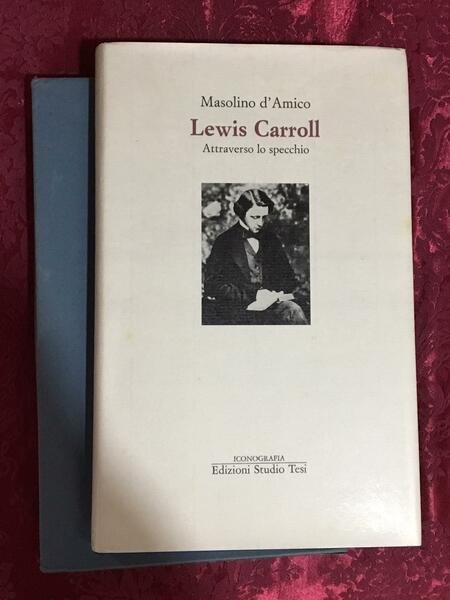 Masolino d'Amico
Lewis Carroll
Attraverso lo specchio
ICONOGRAFIA
Edizioni Studio Tesi